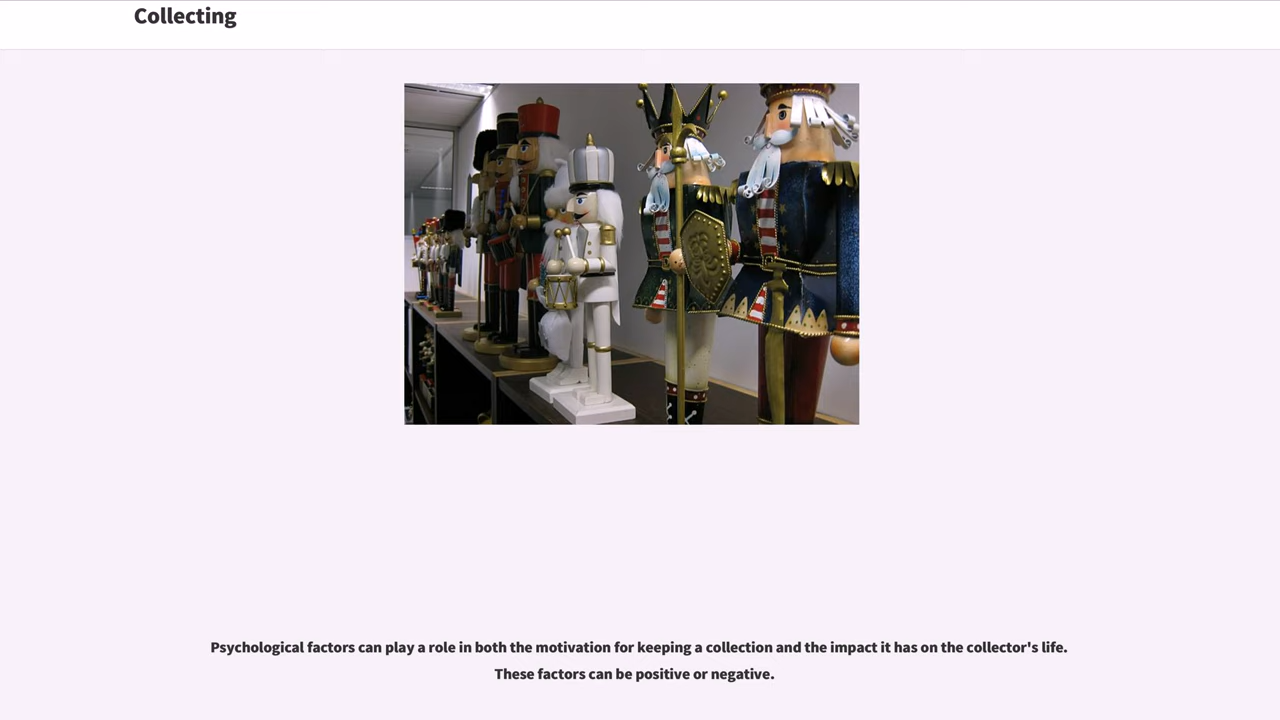 Collecting
Psychological factors can play a role in both the motivation for keeping a collection and the impact it has on the collector's life.
These factors can be positive or negative.